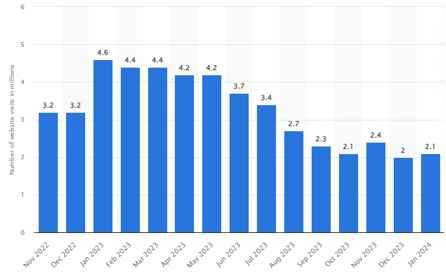 Number of website visits in millions
6
5
4
3
2
1
0
3.2
3.2
4.6
4.4
4.4
4.2
4.2
3.7
3.4
2.7
2.3
2.1
2.4
2
2.1
Nov 2022
Dec 2022
Jan 2023
Feb 2023
Mar 2023
Apr 2023
May 2023
Jun 2023
Jul 2023
Aug 2023
Sep 2023
Oct 2023
Nov 2023
Dec 2023
Jan 2024